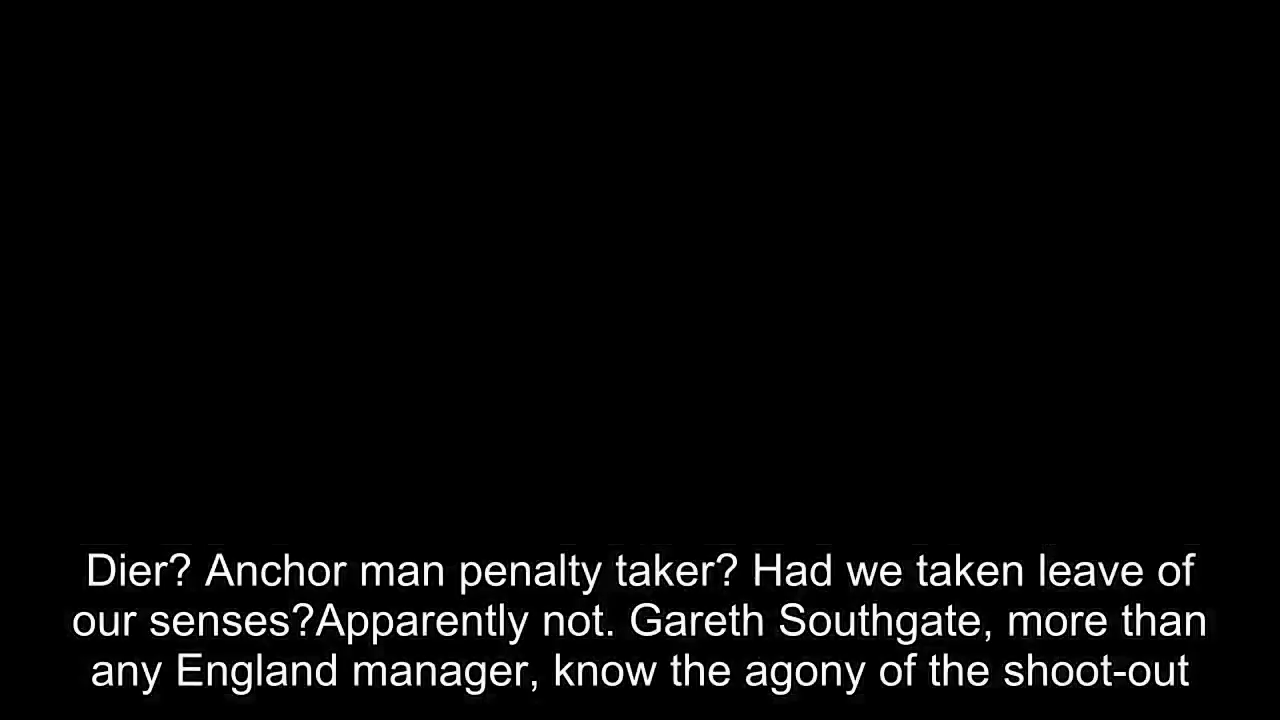 Dier? Anchor man penalty taker? Had we taken leave of
our senses?Apparently not. Gareth Southgate, more than
any England manager, know the agony of the shoot-out